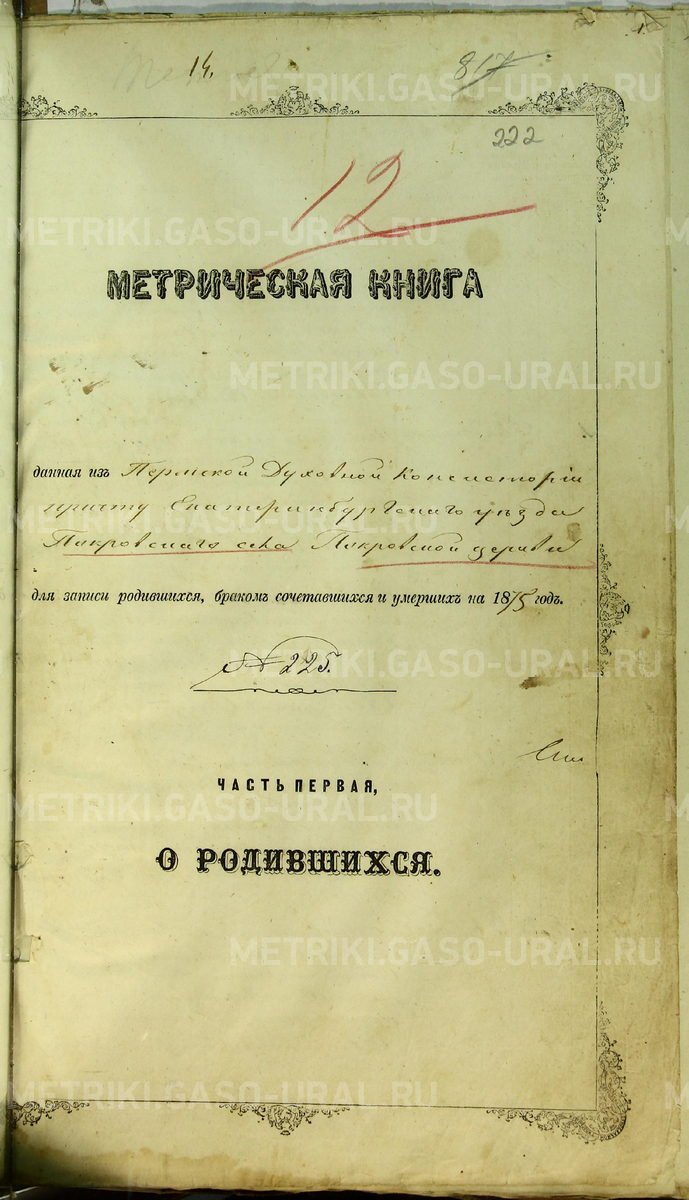 14.
817
222
12
МЕТРИЧЕСКАЯ КНИГА
данная изъ Пермской Духовной Консисторіи
причту Екатеринбургскаго уѣзда
Покровскаго села Покровской церкви
для записи родившихся, бракомъ сочетавшихся и умершихъ на 1875 годъ.
№ 225.
ЧАСТЬ ПЕРВАЯ,
О РОДИВШИХСЯ.
METRIKI.GASO-URAL.RU